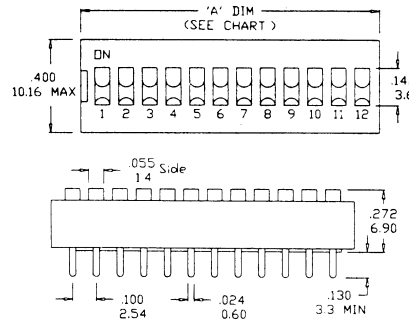 'A' DIM
(SEE CHART)
ON
.400
10.16 MAX
1 2 3 4 5 6 7 8 9 10 11 12
.055 Side
1.4
.272
6.90
.100
2.54
.024
0.60
.130
3.3 MIN